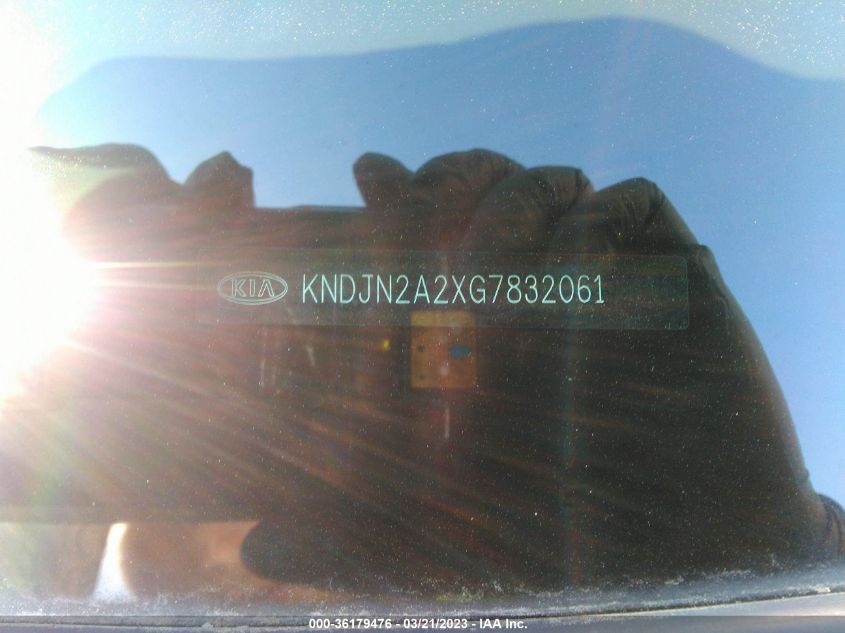 KIA KNDJN2A2XG7832061
000-36179476 - 03/21/2023 - IAA Inc.